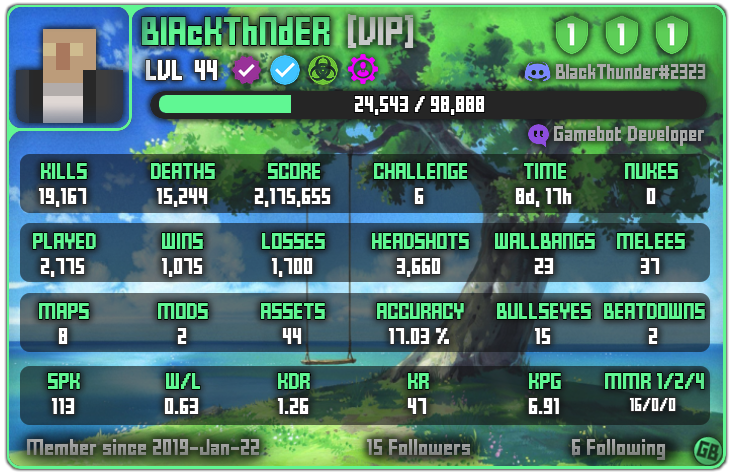 BlAcKThNdER [VIP]
1 1 1
LVL 44
BlackThunder#2323
24,543 / 98,888
Gamebot Developer
KILLS DEATHS SCORE CHALLENGE TIME NUKES
19,167 15,244 2,175,655 6 8d, 17h 0
PLAYED WINS LOSSES HEADSHOTS WALLBANGS MELEES
2,775 1,075 1,700 3,660 23 37
MAPS MODS ASSETS ACCURACY BULLSEYES BEATDOWNS
8 2 44 17.03 % 15 2
SPK W/L KDR KR KPG MMR 1/2/4
113 0.63 1.26 47 6.91 16/0/0
Member since 2019-Jan-22 15 Followers 6 Following GB